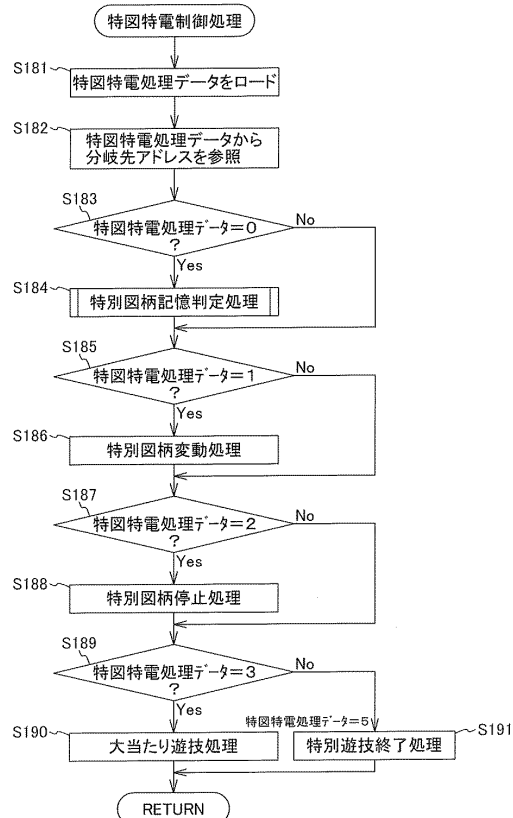 特図特電制御処理
S181
特図特電処理データをロード
S182
特図特電処理データから
分岐先アドレスを参照
S183
特図特電処理ﾃﾞｰﾀ=0
?
No
Yes
S184
特別図柄記憶判定処理
S185
特図特電処理ﾃﾞｰﾀ=1
?
No
Yes
S186
特別図柄変動処理
S187
特図特電処理ﾃﾞｰﾀ=2
?
No
Yes
S188
特別図柄停止処理
S189
特図特電処理ﾃﾞｰﾀ=3
?
No
Yes
特図特電処理ﾃﾞｰﾀ=5
S190
大当たり遊技処理
特別遊技終了処理
S191
RETURN